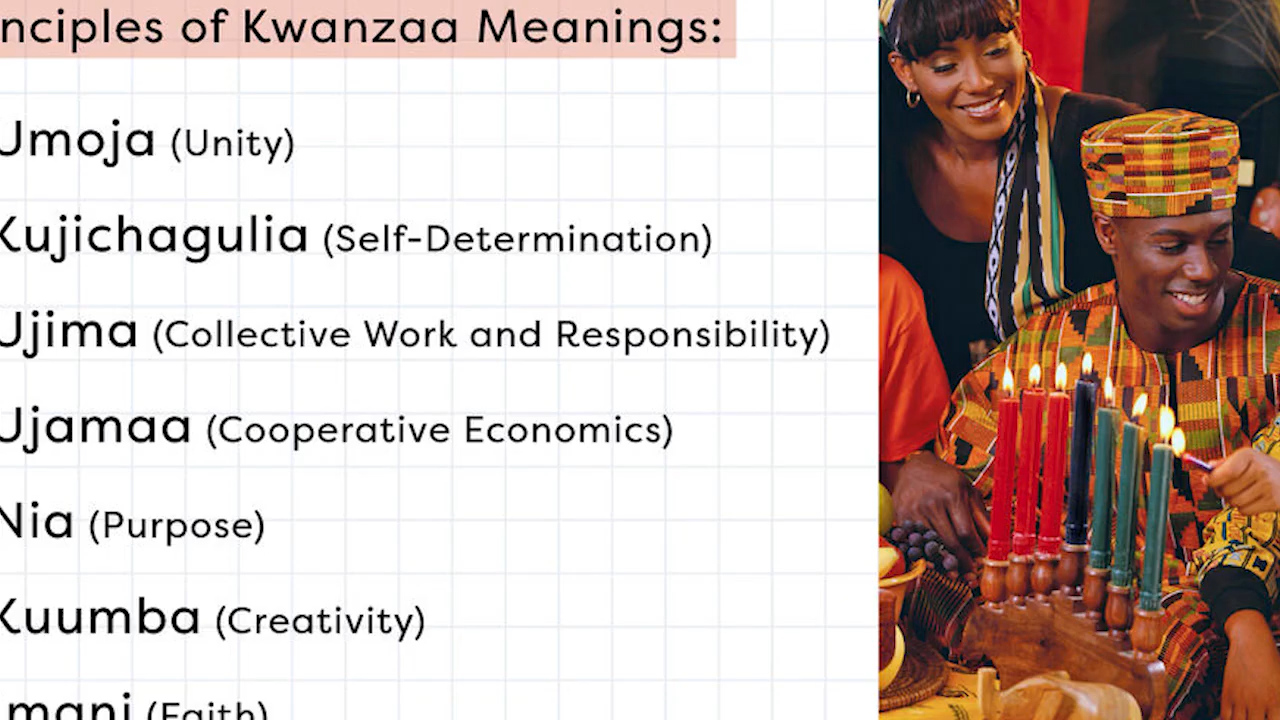 nciples of Kwanzaa Meanings:
Umoja (Unity)
Kujichagulia (Self-Determination)
Ujima (Collective Work and Responsibility)
Ujamaa (Cooperative Economics)
Nia (Purpose)
Kuumba (Creativity)
Imani (Faith)